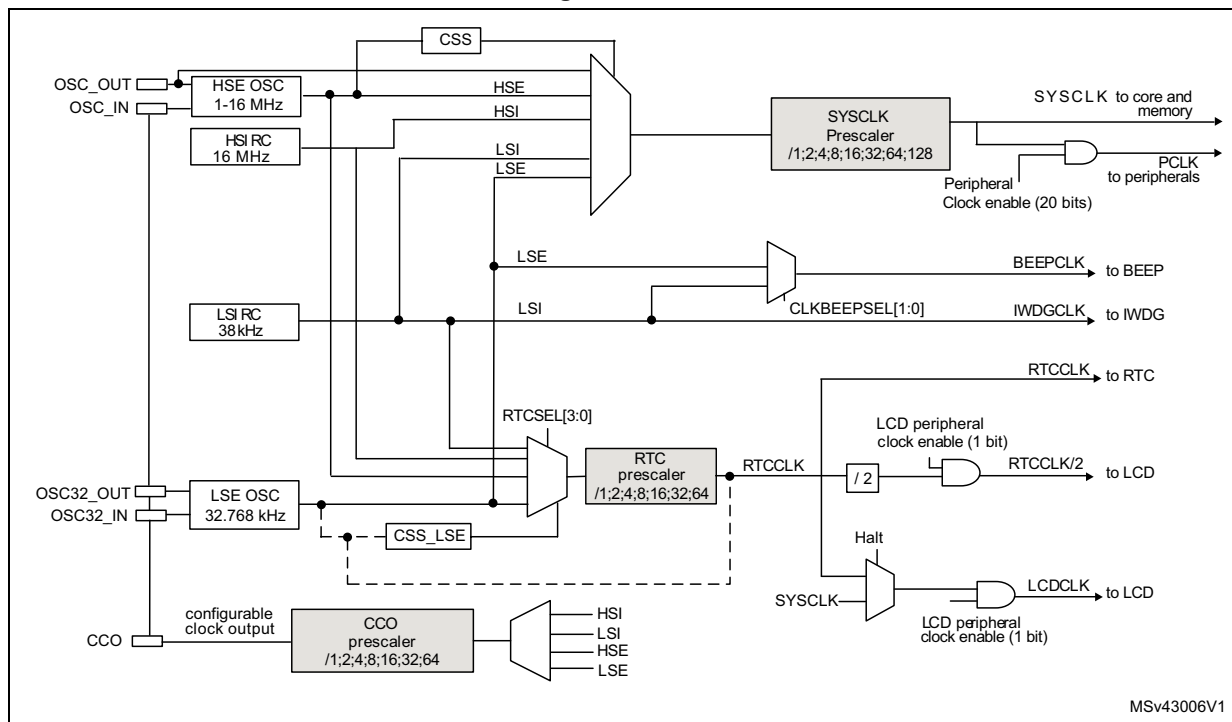 CSS
OSC_OUT
HSE OSC
1-16 MHz
OSC_IN
HSE
HSI
HSI RC
16 MHz
LSI
LSE
SYSCLK
Prescaler
/1;2;4;8;16;32;64;128
SYSCLK to core and
memory
PCLK
to peripherals
Peripheral
Clock enable (20 bits)
LSE
BEEPCLK
to BEEP
CLKBEEPSEL[1:0]
LSI RC
38kHz
LSI
IWDGCLK
to IWDG
RTCCLK
to RTC
RTCSEL[3:0]
LCD peripheral
clock enable (1 bit)
RTC
prescaler
/1;2;4;8;16;32;64
RTCCLK
/ 2
RTCCLK/2
to LCD
OSC32_OUT
LSE OSC
32.768 kHz
OSC32_IN
CSS_LSE
Halt
SYSCLK
LCDCLK
to LCD
LCD peripheral
clock enable (1 bit)
configurable
clock output
CCO
CCO
prescaler
/1;2;4;8;16;32;64
HSI
LSI
HSE
LSE
MSv43006V1